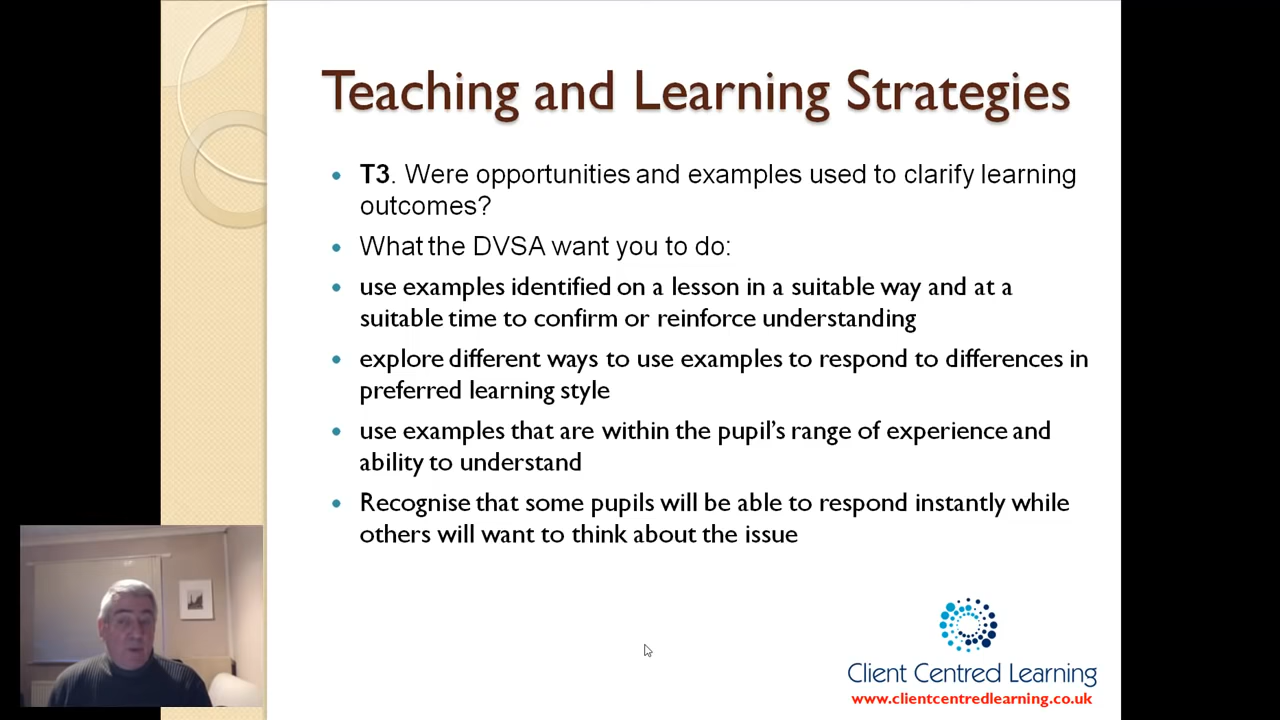 Teaching and Learning Strategies
T3. Were opportunities and examples used to clarify learning
outcomes?
What the DVSA want you to do:
use examples identified on a lesson in a suitable way and at a
suitable time to confirm or reinforce understanding
explore different ways to use examples to respond to differences in
preferred learning style
use examples that are within the pupil's range of experience and
ability to understand
Recognise that some pupils will be able to respond instantly while
others will want to think about the issue
Client Centred Learning
www.clientcentredlearning.co.uk